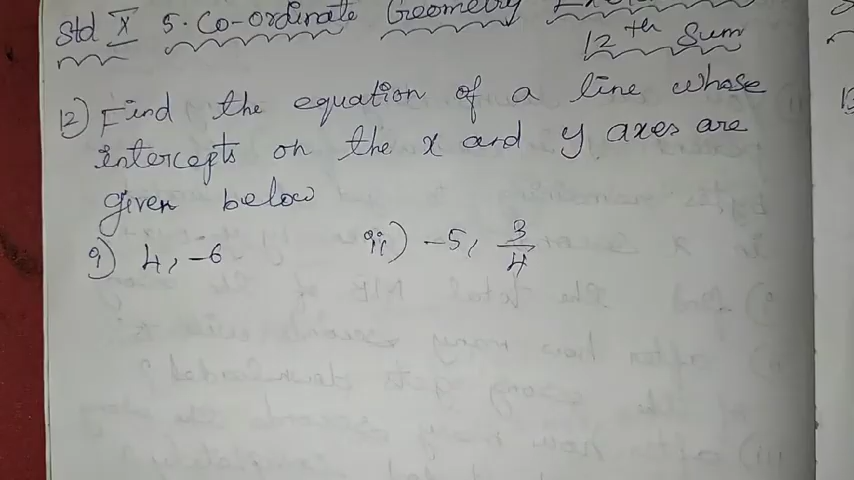 Std X 5. Co-ordinate Geometry
12th Sum
12) Find the equation of a line whose
intercepts on the x and y axes are
given below
i) 4, -6 ii) -5, 3/4